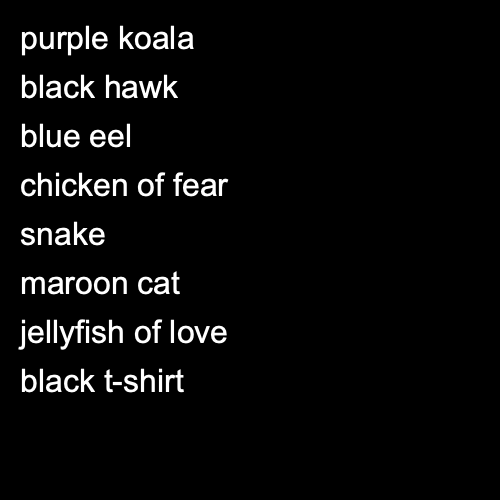 purple koala
black hawk
blue eel
chicken of fear
snake
maroon cat
jellyfish of love
black t-shirt